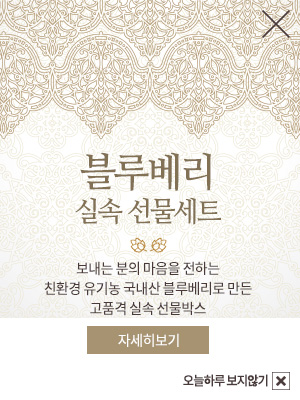 블루베리
실속 선물세트
보내는 분의 마음을 전하는
친환경 유기농 국내산 블루베리로 만든
고품격 실속 선물박스
자세히보기
오늘하루 보지않기